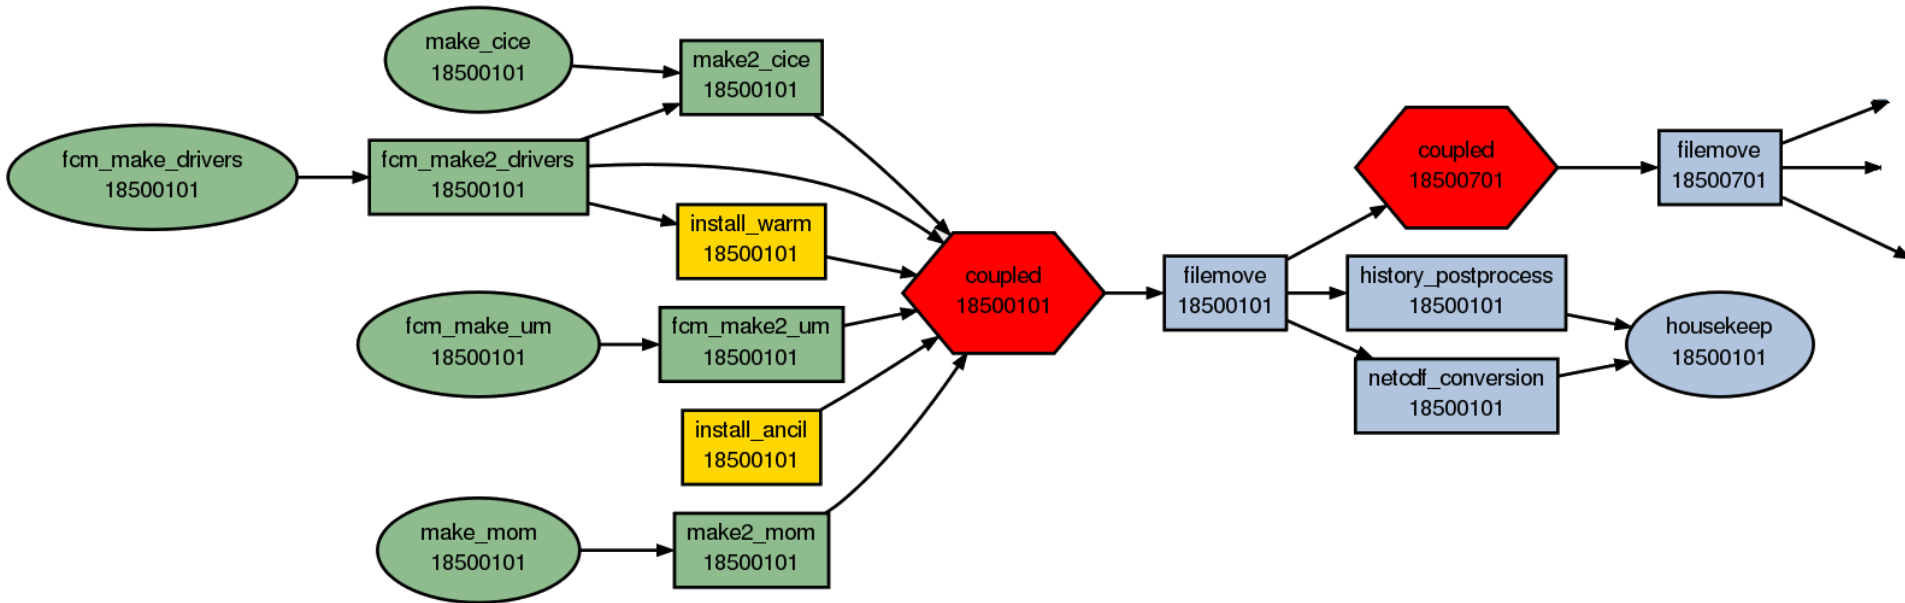 make_cice
18500101
make2_cice
18500101
fcm_make_drivers
18500101
fcm_make2_drivers
18500101
install_warm
18500101
fcm_make_um
18500101
fcm_make2_um
18500101
install_ancil
18500101
make_mom
18500101
make2_mom
18500101
coupled
18500101
filemove
18500101
coupled
18500701
filemove
18500701
history_postprocess
18500101
netcdf_conversion
18500101
housekeep
18500101